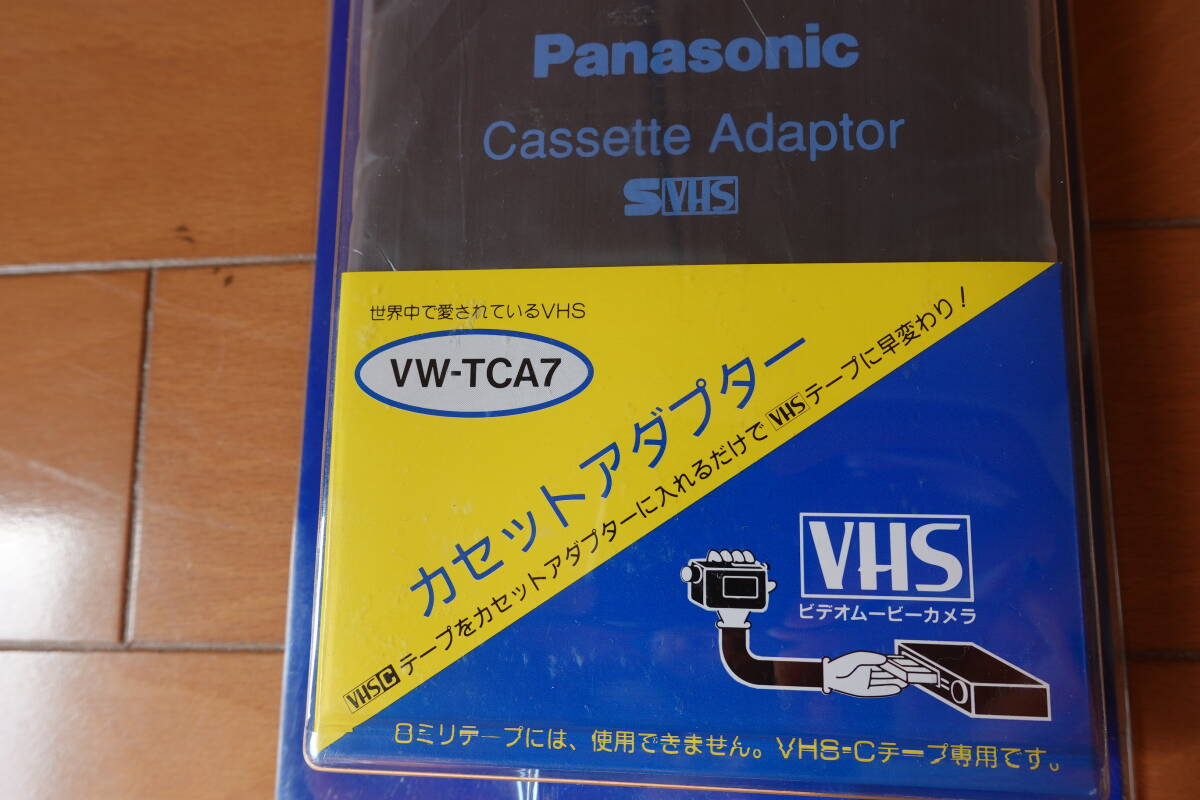 Panasonic
Cassette Adaptor
SVHS
世界中で愛されているVHS
VW-TCA7
カセットアダプター
VHSCテープをカセットアダプターに入れるだけでVHSテープに早変わり!
VHS
ビデオムービーカメラ
8ミリテープには、使用できません。VHS-Cテープ専用です。